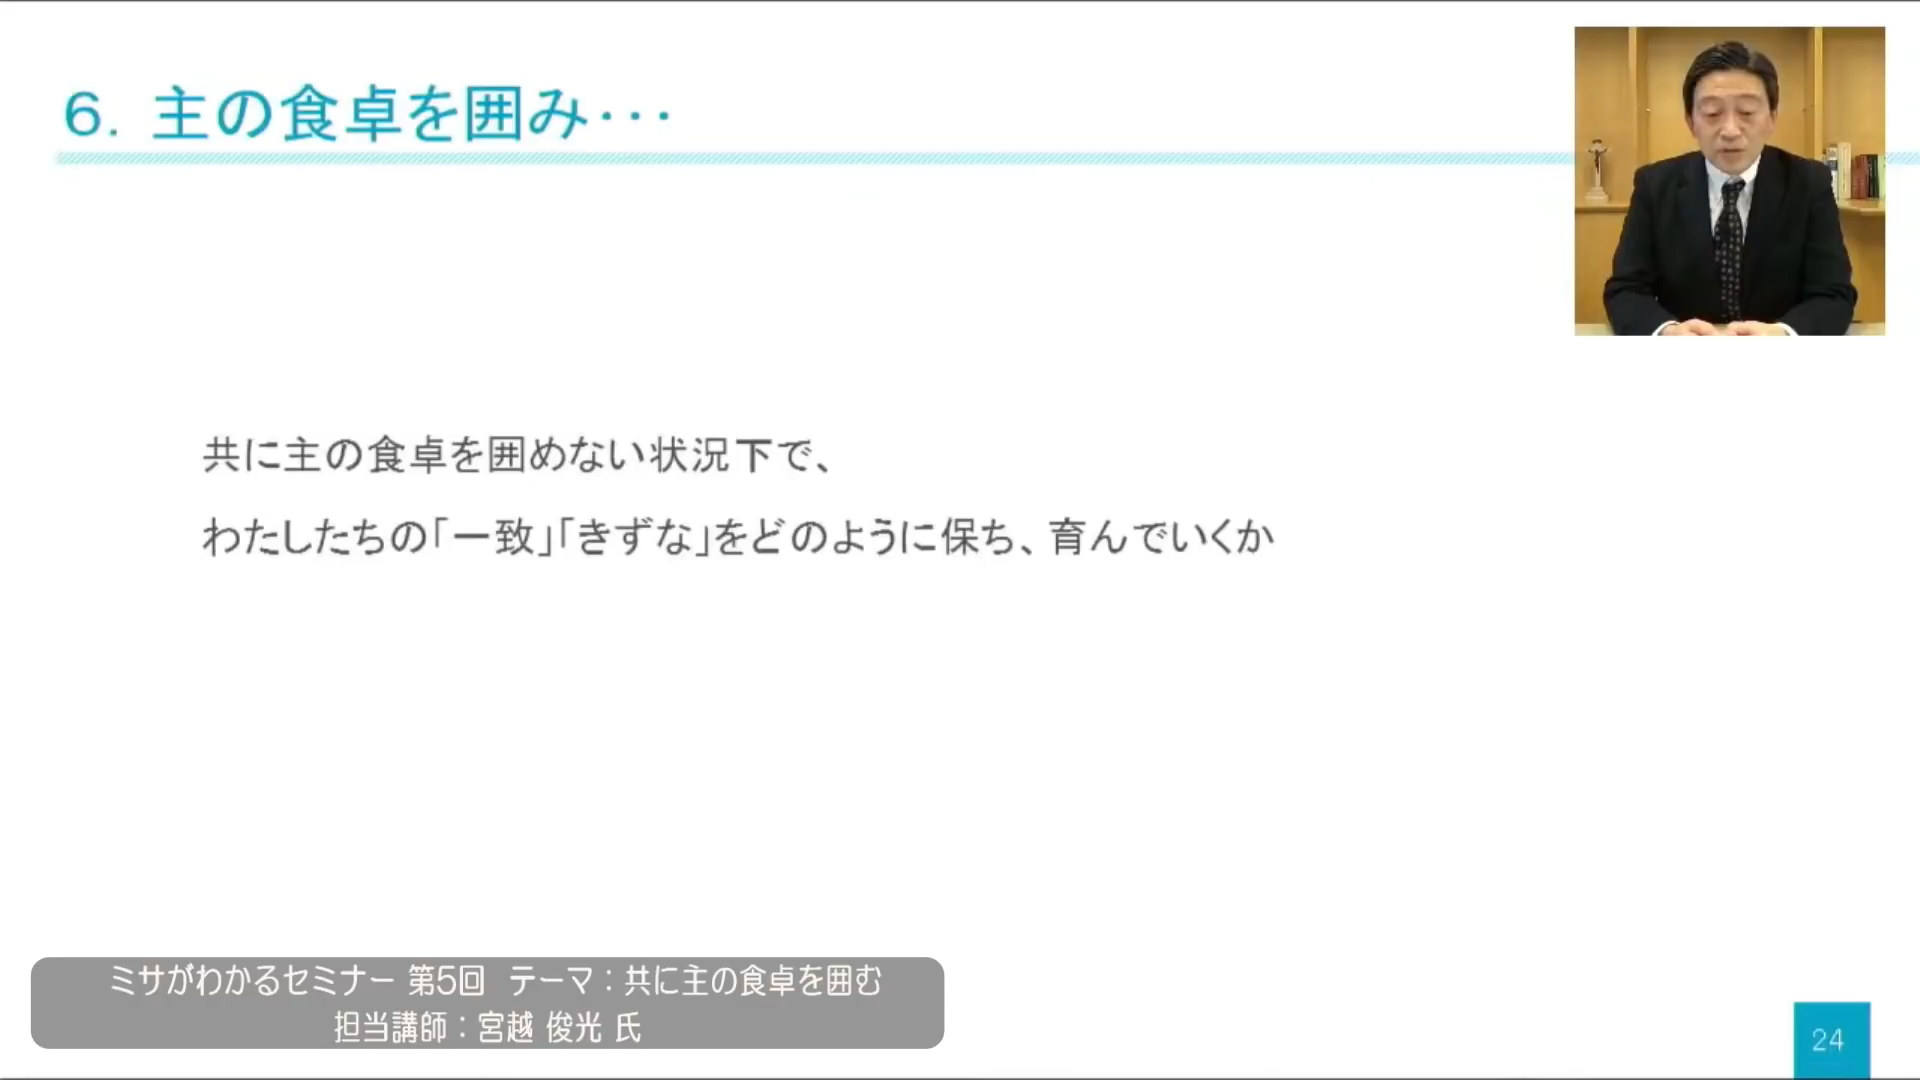 6. 主の食卓を囲み･･･
共に主の食卓を囲めない状況下で、
わたしたちの「一致」「きずな」をどのように保ち、育んでいくか
ミサがわかるセミナー 第5回 テーマ：共に主の食卓を囲む
担当講師：宮越 俊光 氏
24